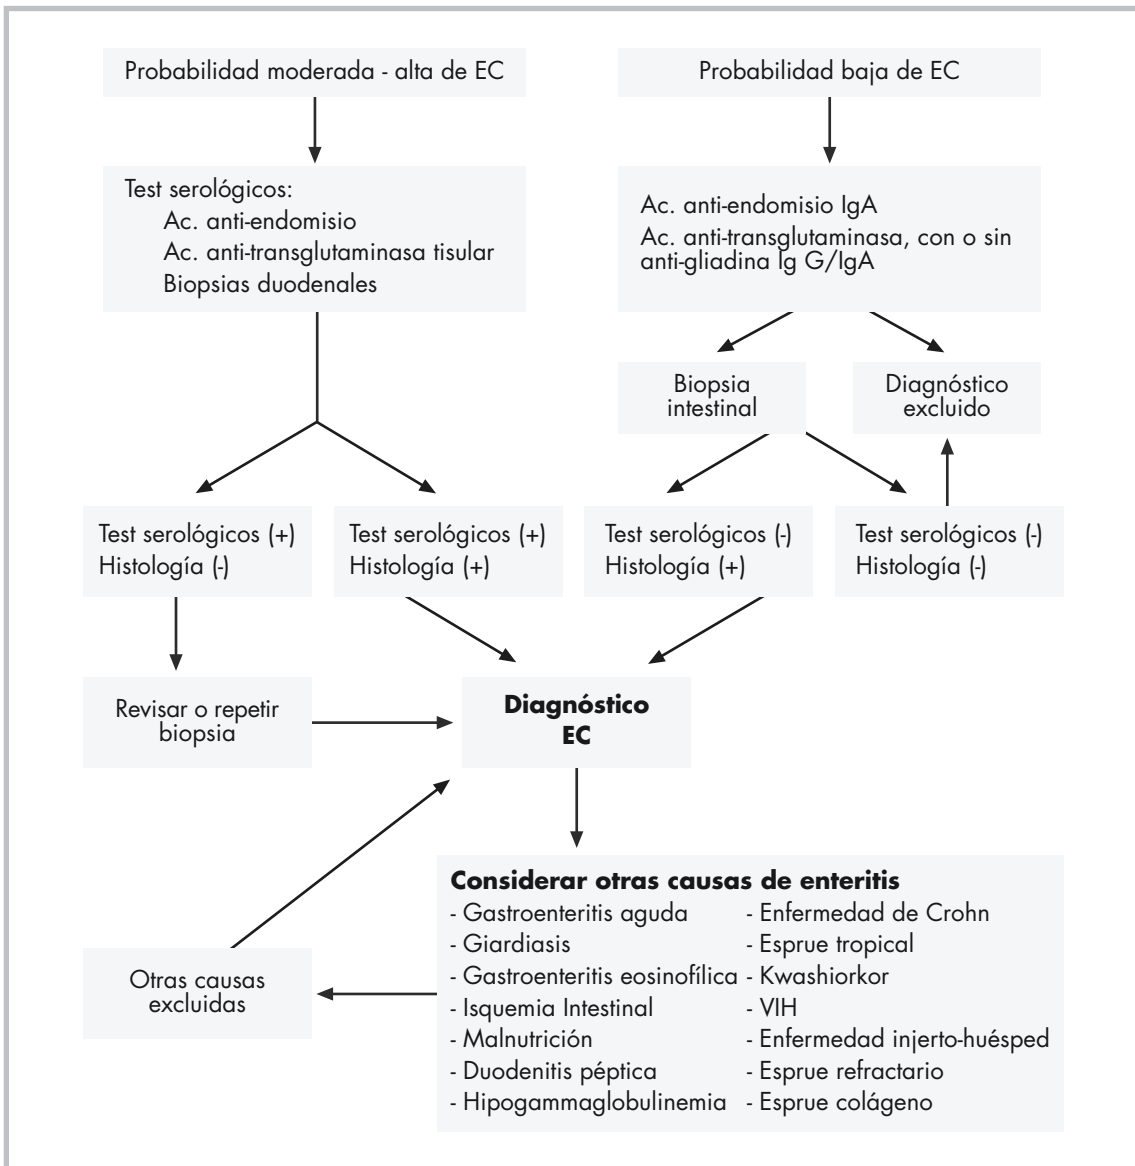 Probabilidad moderada - alta de EC
Probabilidad baja de EC
Test serológicos:
Ac. anti-endomisio
Ac. anti-transglutaminasa tisular
Biopsias duodenales
Ac. anti-endomisio IgA
Ac. anti-transglutaminasa, con o sin
anti-gliadina Ig G/IgA
Biopsia
intestinal
Diagnóstico
excluido
Test serológicos (+)
Histología (-)
Test serológicos (+)
Histología (+)
Test serológicos (-)
Histología (+)
Test serológicos (-)
Histología (-)
Revisar o repetir
biopsia
Diagnóstico
EC
Considerar otras causas de enteritis
- Gastroenteritis aguda
- Giardiasis
- Gastroenteritis eosinofílica
- Isquemia Intestinal
- Malnutrición
- Duodenitis péptica
- Hipogammaglobulinemia
- Enfermedad de Crohn
- Esprue tropical
- Kwashiorkor
- VIH
- Enfermedad injerto-huésped
- Esprue refractario
- Esprue colágeno
Otras causas
excluidas